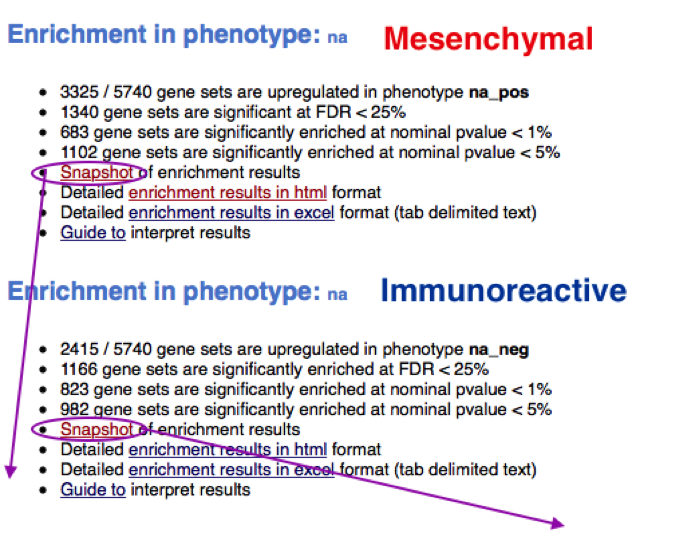 Enrichment in phenotype: na Mesenchymal
• 3325 / 5740 gene sets are upregulated in phenotype na_pos
• 1340 gene sets are significant at FDR < 25%
• 683 gene sets are significantly enriched at nominal pvalue < 1%
• 1102 gene sets are significantly enriched at nominal pvalue < 5%
• Snapshot of enrichment results
• Detailed enrichment results in html format
• Detailed enrichment results in excel format (tab delimited text)
• Guide to interpret results
Enrichment in phenotype: na Immunoreactive
• 2415 / 5740 gene sets are upregulated in phenotype na_neg
• 1166 gene sets are significantly enriched at FDR < 25%
• 823 gene sets are significantly enriched at nominal pvalue < 1%
• 982 gene sets are significantly enriched at nominal pvalue < 5%
• Snapshot of enrichment results
• Detailed enrichment results in html format
• Detailed enrichment results in excel format (tab delimited text)
• Guide to interpret results